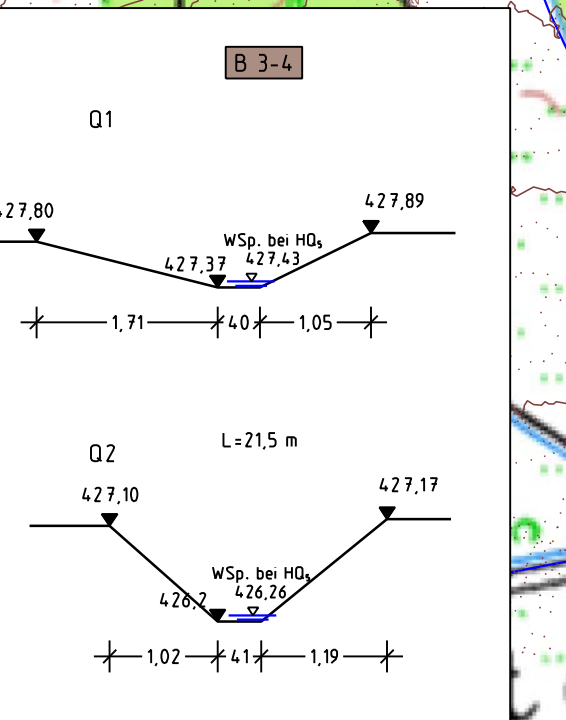 B 3-4
Q1
427,89
427,80
WSp. bei HQ₅
427,37 427,43
1,71 40 1,05
L=21,5 m
Q2
427,17
427,10
WSp. bei HQ₅
426,26
426,2
1,02 41 1,19